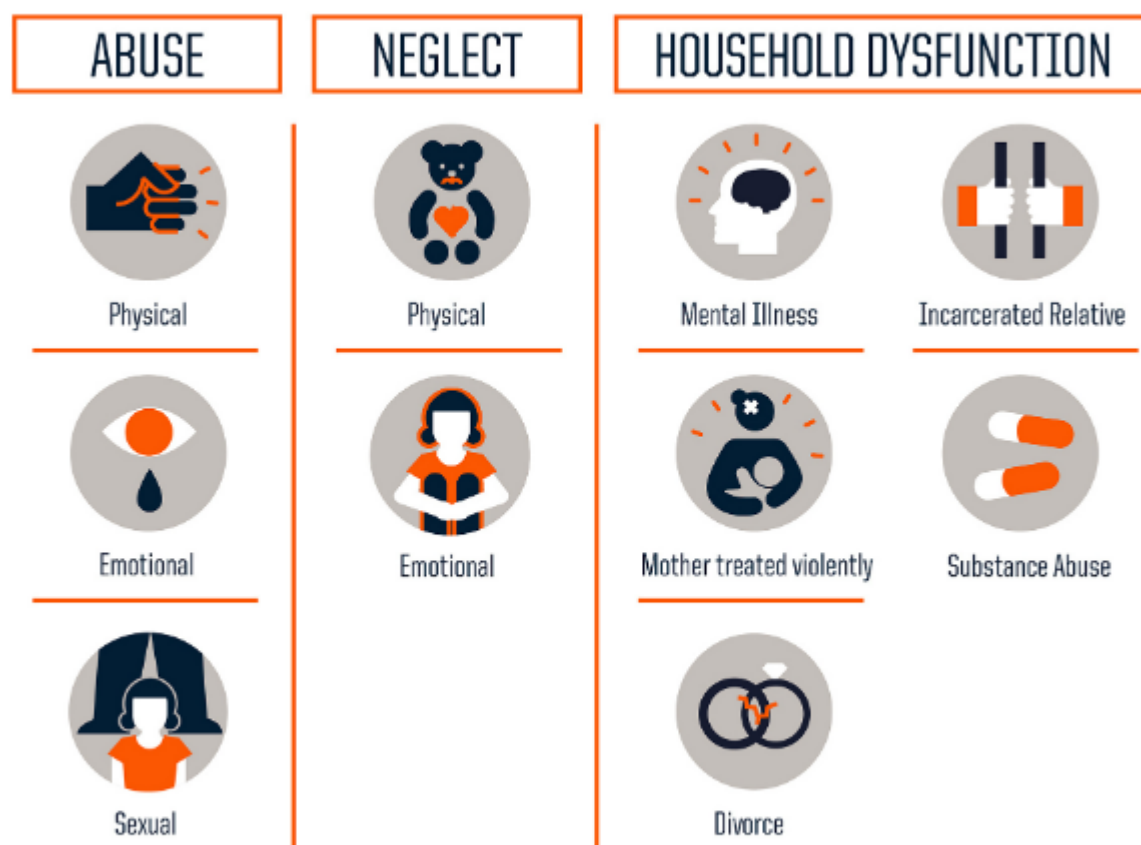 ABUSE
Physical
Emotional
Sexual
NEGLECT
Physical
Emotional
HOUSEHOLD DYSFUNCTION
Mental Illness
Incarcerated Relative
Mother treated violently
Substance Abuse
Divorce